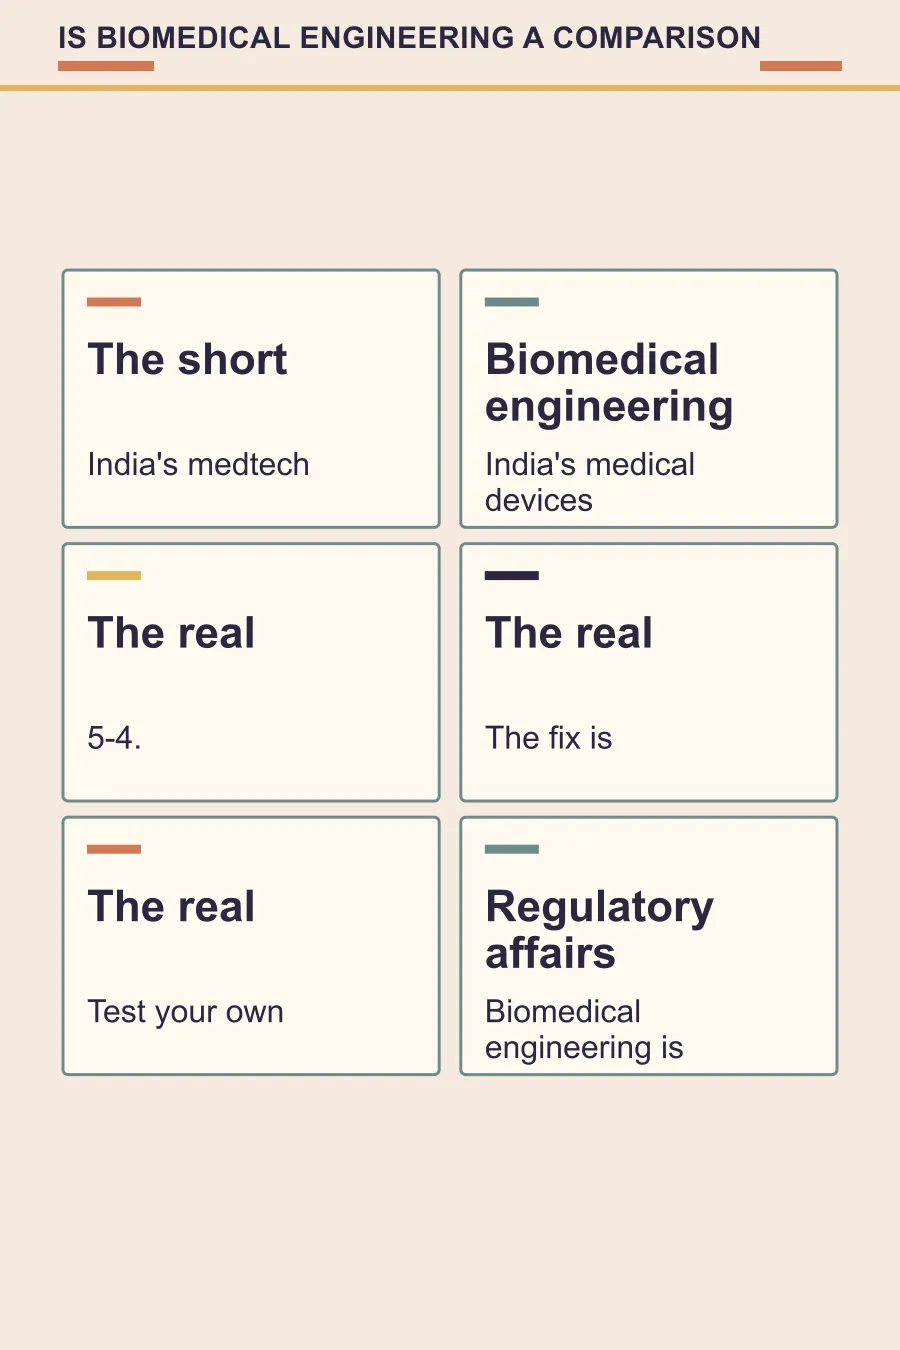 IS BIOMEDICAL ENGINEERING A COMPARISON
The short
India's medtech
Biomedical
engineering
India's medical
devices
The real
5-4.
The real
The fix is
The real
Test your own
Regulatory
affairs
Biomedical
engineering is